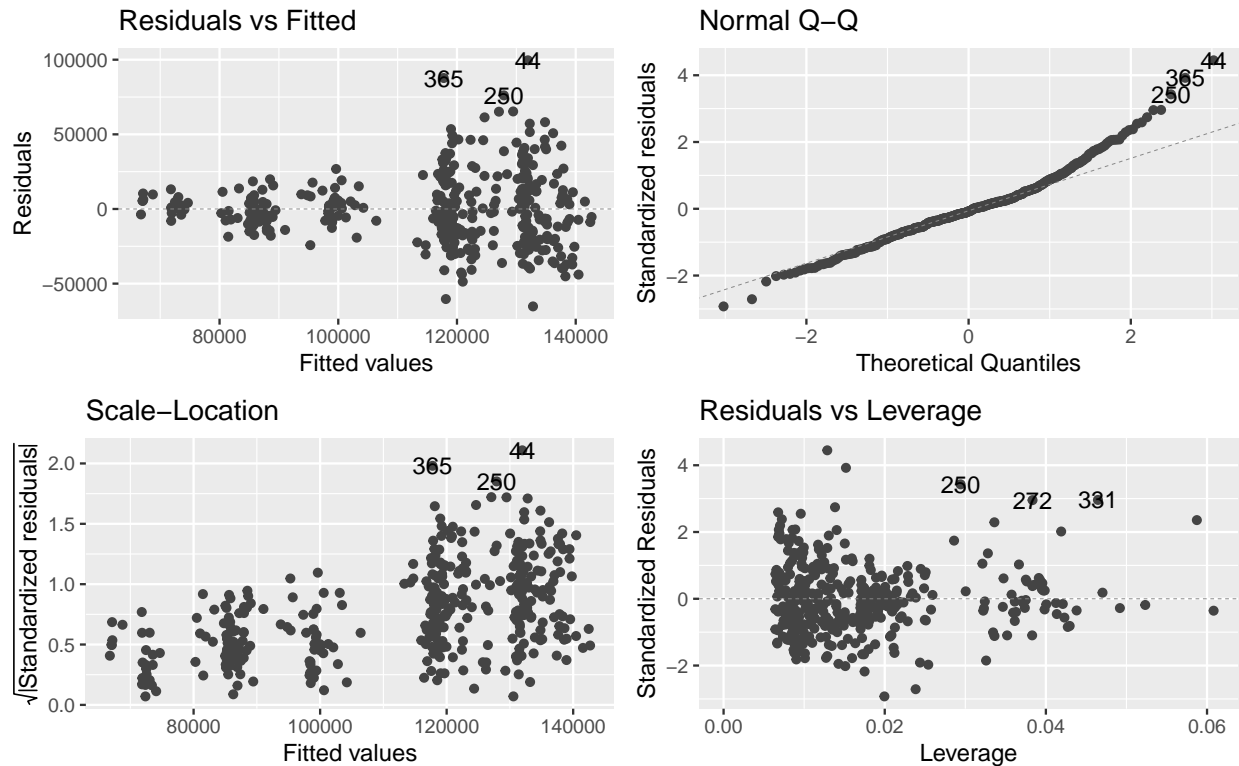 Residuals vs Fitted
100000
50000
0
−50000
Residuals
365
44
250
80000 100000 120000 140000
Fitted values
Normal Q−Q
4
2
0
−2
Standardized residuals
44
365
250
−2 0 2
Theoretical Quantiles
Scale−Location
2.0
1.5
1.0
0.5
0.0
√|Standardized residuals|
44
365
250
80000 100000 120000 140000
Fitted values
Residuals vs Leverage
4
2
0
−2
Standardized Residuals
250
272
331
0.00 0.02 0.04 0.06
Leverage